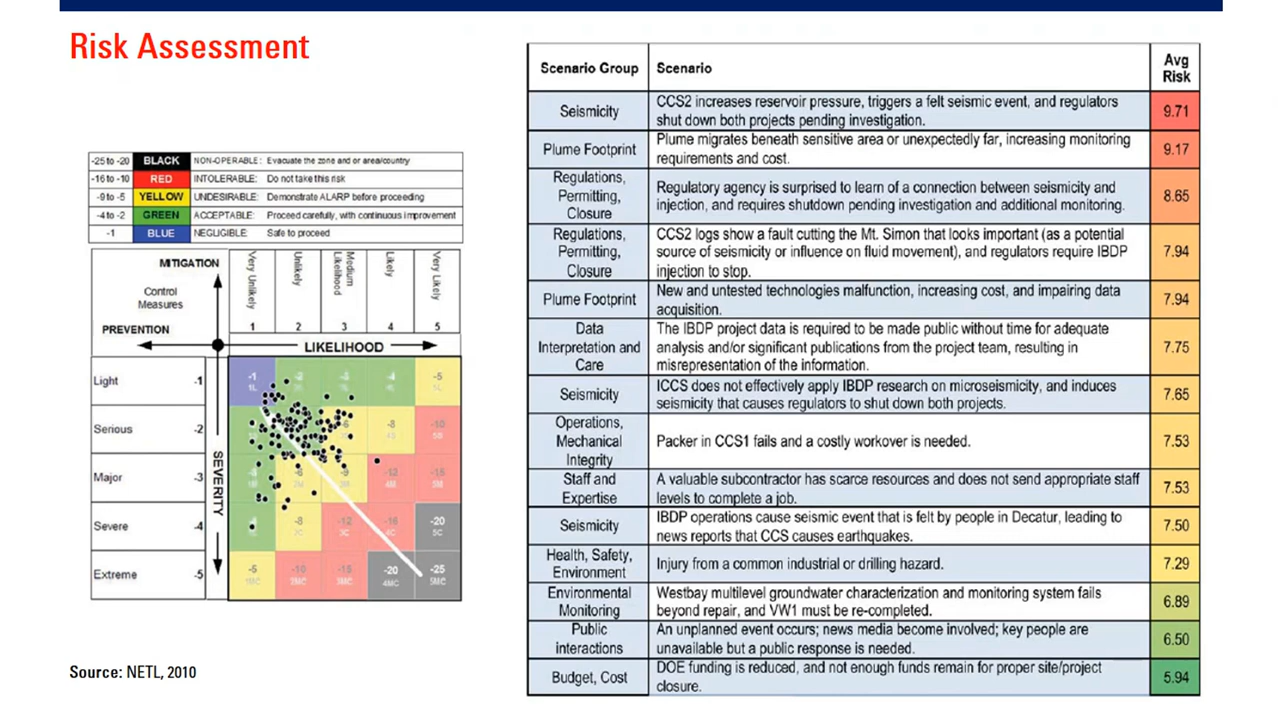 Risk Assessment
-25 to -20 BLACK NON-OPERABLE: Evacuate the zone and or area/country
-16 to -10 RED INTOLERABLE: Do not take this risk
-9 to -5 YELLOW UNDESIRABLE: Demonstrate ALARP before proceeding
-4 to -2 GREEN ACCEPTABLE: Proceed carefully, with continuous improvement
-1 BLUE NEGLIGIBLE: Safe to proceed
MITIGATION
Control
Measures
PREVENTION
Very Unlikely
Unlikely
Medium
Likelihood
Likely
Very Likely
1 2 3 4 5
LIKELIHOOD
SEVERITY
Light -1
Serious -2
Major -3
Severe -4
Extreme -5
-1 -2 -5
1L
-6 -8 -10
-12 -15
4M 5M
-8 -12 -16 -20
2C 3C 5C
-5 -10 -15 -20 -25
1MC 2MC 3MC 4MC 5MC
Source: NETL, 2010
Scenario Group Scenario Avg
Risk
Seismicity
CCS2 increases reservoir pressure, triggers a felt seismic event, and regulators
shut down both projects pending investigation.
9.71
Plume Footprint
Plume migrates beneath sensitive area or unexpectedly far, increasing monitoring
requirements and cost.
9.17
Regulations,
Permitting,
Closure
Regulatory agency is surprised to learn of a connection between seismicity and
injection, and requires shutdown pending investigation and additional monitoring.
8.65
Regulations,
Permitting,
Closure
CCS2 logs show a fault cutting the Mt. Simon that looks important (as a potential
source of seismicity or influence on fluid movement), and regulators require IBDP
injection to stop.
7.94
Plume Footprint
New and untested technologies malfunction, increasing cost, and impairing data
acquisition.
7.94
Data
Interpretation and
Care
The IBDP project data is required to be made public without time for adequate
analysis and/or significant publications from the project team, resulting in
misrepresentation of the information.
7.75
Seismicity
ICCS does not effectively apply IBDP research on microseismicity, and induces
seismicity that causes regulators to shut down both projects.
7.65
Operations,
Mechanical
Integrity
Packer in CCS1 fails and a costly workover is needed.
7.53
Staff and
Expertise
A valuable subcontractor has scarce resources and does not send appropriate staff
levels to complete a job.
7.53
Seismicity
IBDP operations cause seismic event that is felt by people in Decatur, leading to
news reports that CCS causes earthquakes.
7.50
Health, Safety,
Environment
Injury from a common industrial or drilling hazard.
7.29
Environmental
Monitoring
Westbay multilevel groundwater characterization and monitoring system fails
beyond repair, and VW1 must be re-completed.
6.89
Public
interactions
An unplanned event occurs; news media become involved; key people are
unavailable but a public response is needed.
6.50
Budget, Cost
DOE funding is reduced, and not enough funds remain for proper site/project
closure.
5.94